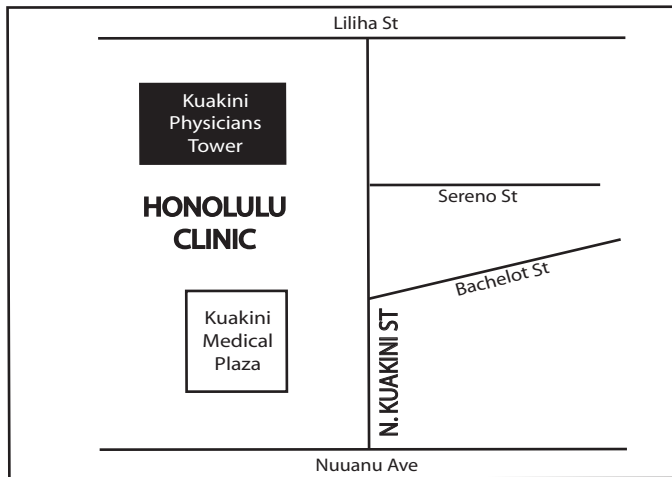 Liliha St
Kuakini
Physicians
Tower
HONOLULU
CLINIC
Sereno St
Bachelot St
Kuakini
Medical
Plaza
N. KUAKINI ST
Nuuanu Ave